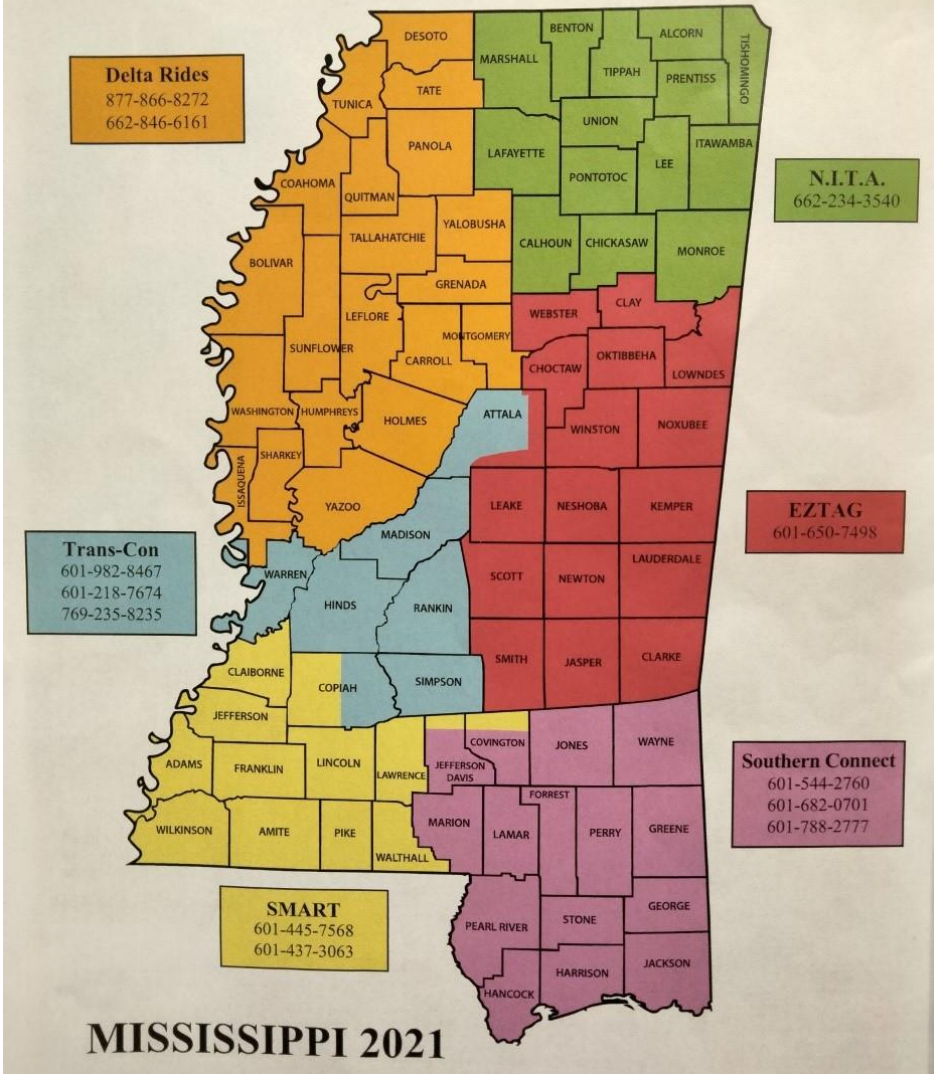 DESOTO
BENTON
ALCORN
TISHOMINGO
MARSHALL
TIPPAH
PRENTISS
Delta Rides
877-866-8272
662-846-6161
TUNICA
TATE
UNION
PANOLA
LAFAYETTE
LEE
ITAWAMBA
PONTOTOC
N.I.T.A.
662-234-3540
COAHOMA
QUITMAN
TALLAHATCHIE
YALOBUSHA
CALHOUN
CHICKASAW
MONROE
BOLIVAR
GRENADA
LEFLORE
WEBSTER
CLAY
SUNFLOWER
MONTGOMERY
CARROLL
CHOCTAW
OKTIBBEHA
LOWNDES
WASHINGTON
HUMPHREYS
HOLMES
ATTALA
WINSTON
NOXUBEE
SHARKEY
ISSAQUENA
YAZOO
LEAKE
NESHOBA
KEMPER
EZTAG
601-650-7498
Trans-Con
601-982-8467
601-218-7674
769-235-8235
MADISON
WARREN
HINDS
RANKIN
SCOTT
NEWTON
LAUDERDALE
CLAIBORNE
COPIAH
SIMPSON
SMITH
JASPER
CLARKE
JEFFERSON
ADAMS
FRANKLIN
LINCOLN
LAWRENCE
JEFFERSON
DAVIS
COVINGTON
JONES
WAYNE
Southern Connect
601-544-2760
601-682-0701
601-788-2777
WILKINSON
AMITE
PIKE
WALTHALL
MARION
LAMAR
FORREST
PERRY
GREENE
SMART
601-445-7568
601-437-3063
PEARL RIVER
STONE
GEORGE
HANCOCK
HARRISON
JACKSON
MISSISSIPPI 2021